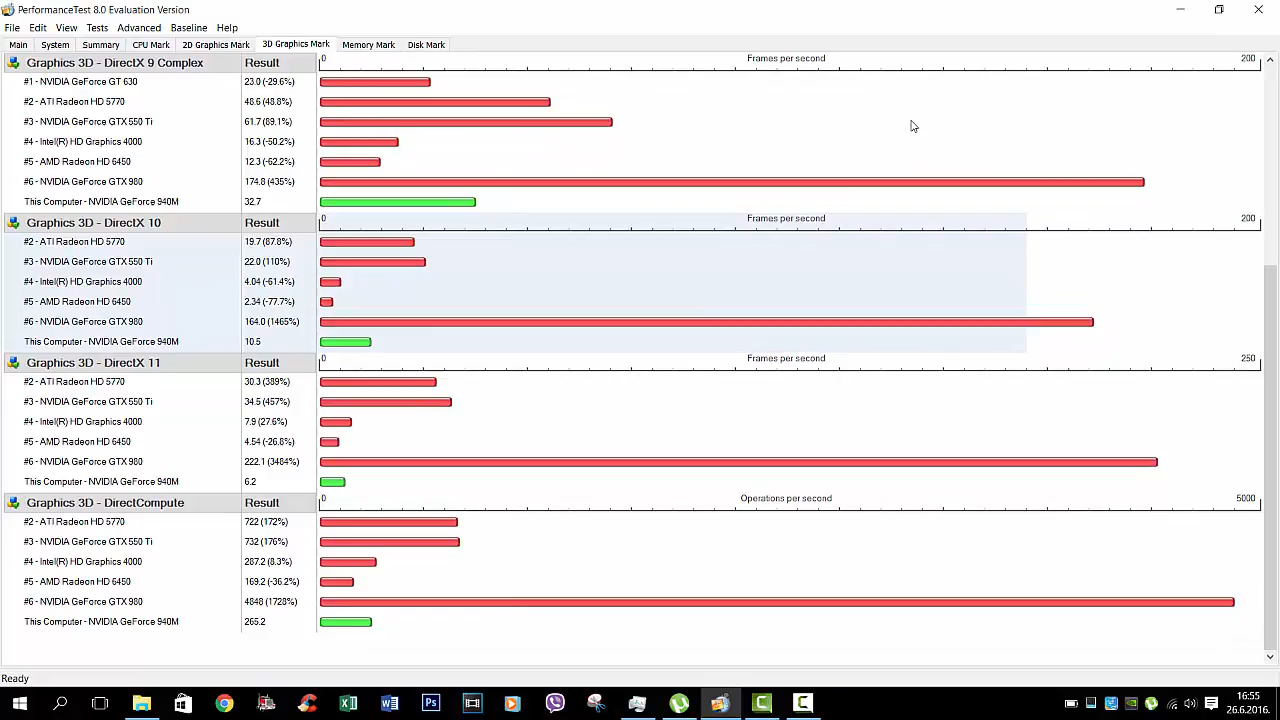 PerformanceTest 8.0 Evaluation Version
File Edit View Tests Advanced Baseline Help
Main System Summary CPU Mark 2D Graphics Mark 3D Graphics Mark Memory Mark Disk Mark
Graphics 3D - DirectX 9 Complex Result 0 Frames per second 200
#1 - NVIDIA GeForce GT 630 23.0 (-29.6%)
#2 - ATI Radeon HD 5770 48.6 (48.8%)
#3 - NVIDIA GeForce GTX 550 Ti 61.7 (89.1%)
#4 - Intel(R) HD Graphics 4000 16.3 (-50.2%)
#5 - AMD Radeon HD 6450 12.3 (-62.2%)
#6 - NVIDIA GeForce GTX 980 174.8 (435%)
This Computer - NVIDIA GeForce 940M 32.7
Graphics 3D - DirectX 10 Result 0 Frames per second 200
#2 - ATI Radeon HD 5770 19.7 (87.8%)
#3 - NVIDIA GeForce GTX 550 Ti 22.0 (110%)
#4 - Intel(R) HD Graphics 4000 4.04 (-61.4%)
#5 - AMD Radeon HD 6450 2.34 (-77.7%)
#6 - NVIDIA GeForce GTX 980 164.0 (1465%)
This Computer - NVIDIA GeForce 940M 10.5
Graphics 3D - DirectX 11 Result 0 Frames per second 250
#2 - ATI Radeon HD 5770 30.3 (389%)
#3 - NVIDIA GeForce GTX 550 Ti 34.5 (457%)
#4 - Intel(R) HD Graphics 4000 7.9 (27.6%)
#5 - AMD Radeon HD 6450 4.54 (-26.8%)
#6 - NVIDIA GeForce GTX 980 222.1 (3484%)
This Computer - NVIDIA GeForce 940M 6.2
Graphics 3D - DirectCompute Result 0 Operations per second 5000
#2 - ATI Radeon HD 5770 722 (172%)
#3 - NVIDIA GeForce GTX 550 Ti 732 (176%)
#4 - Intel(R) HD Graphics 4000 287.2 (8.3%)
#5 - AMD Radeon HD 6450 169.2 (-36.2%)
#6 - NVIDIA GeForce GTX 980 4848 (1728%)
This Computer - NVIDIA GeForce 940M 265.2
Ready
Ps
16:55
26.6.2016.